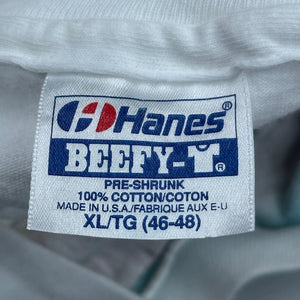 Hanes®
BEEFY-T®
PRE-SHRUNK
100% COTTON/COTON
MADE IN U.S.A./FABRIQUE AUX E-U
XL/TG (46-48)